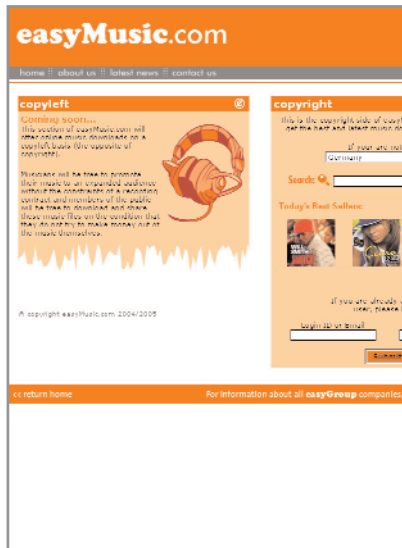 easyMusic.com
home :: about us :: latest news :: contact us
copyleft
Coming soon...
This section of easyMusic.com will
offer online music downloads on a
copyleft basis (the opposite of
copyright).
Musicians will be free to promote
their music to an expanded audience
without the constraints of a recording
contract and members of the public
will be free to download and share
these music files on the condition that
they do not try to make money out of
the music themselves.
© copyright easyMusic.com 2004/2005
copyright
this is the copyright side of easy
get the best and latest music do
If your are not
Germany
Search:
Today's Best Sellers:
WILL SMITH
Ciara
If you are already a
user, please
Login ID or Email
Submit
<< return home
For information about all easyGroup companies